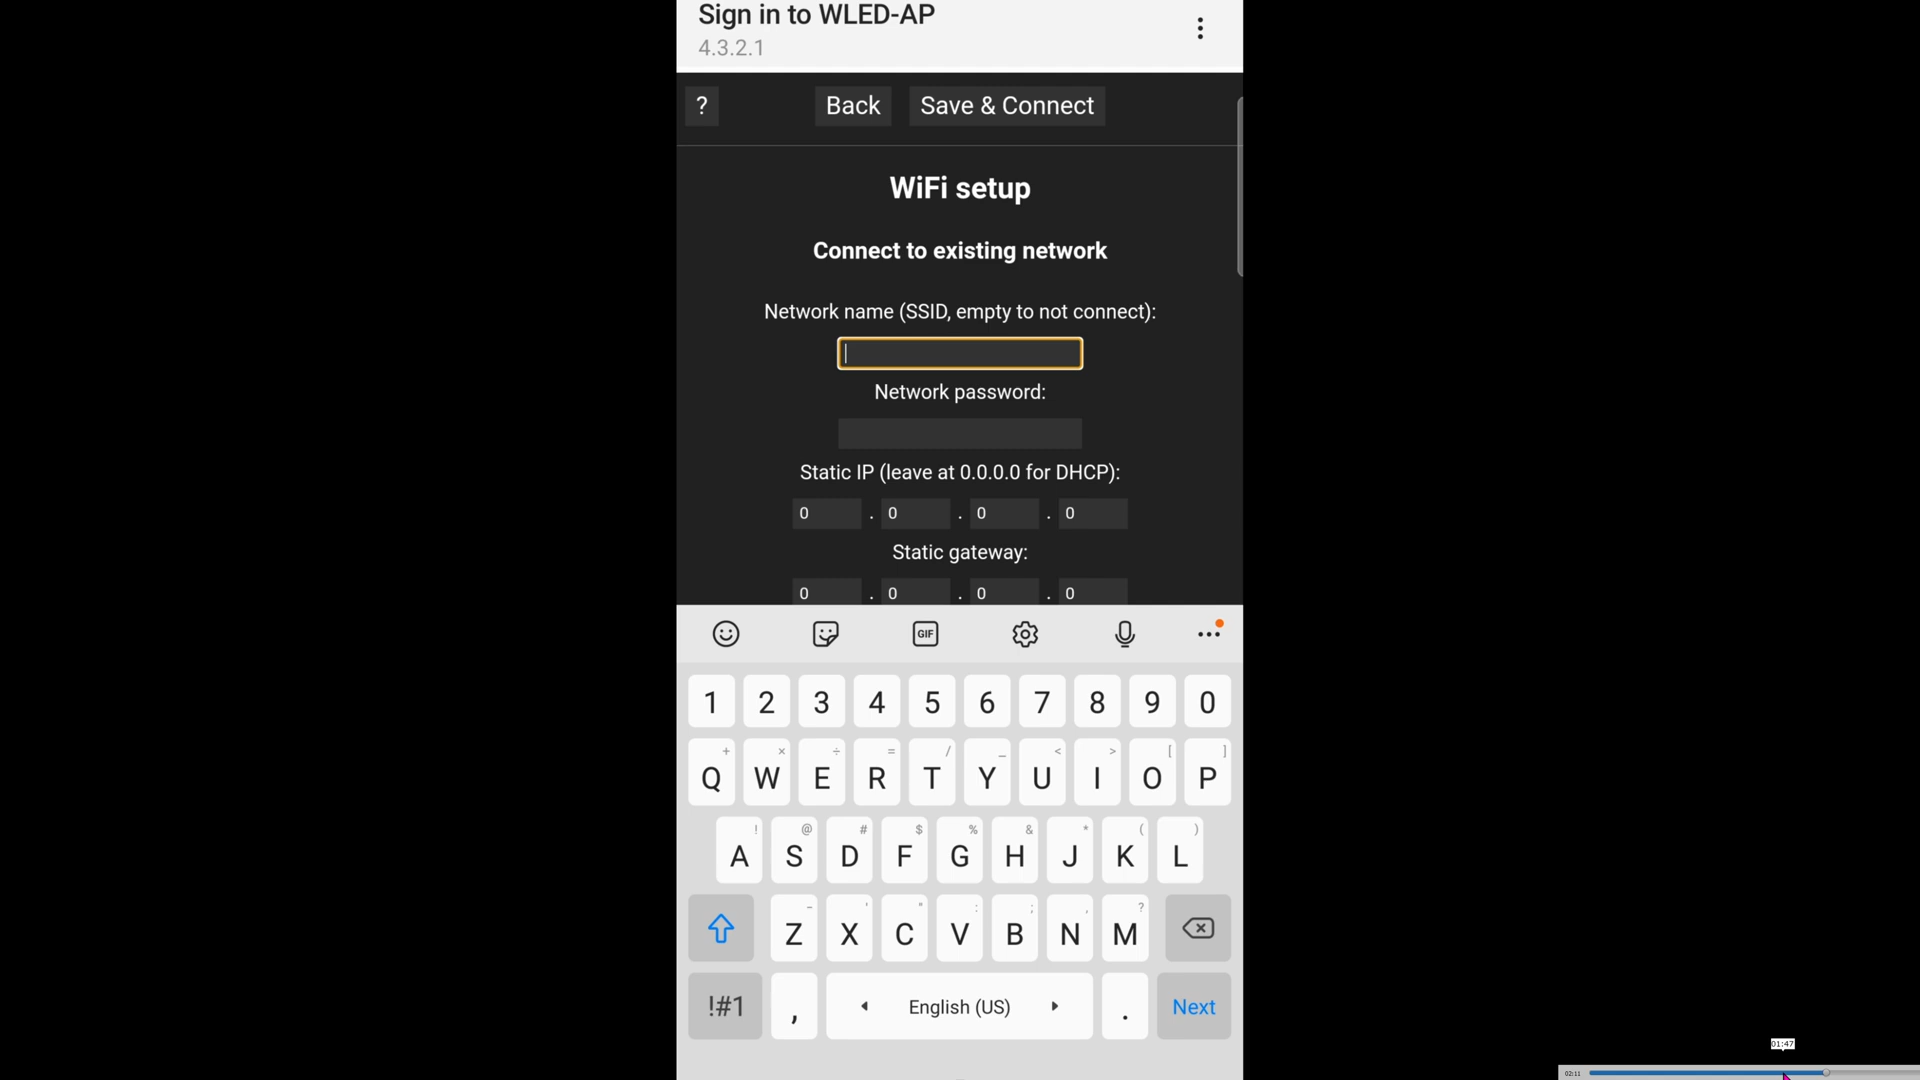 Sign in to WLED-AP
4.3.2.1
? Back Save & Connect
WiFi setup
Connect to existing network
Network name (SSID, empty to not connect):
Network password:
Static IP (leave at 0.0.0.0 for DHCP):
0 . 0 . 0 . 0
Static gateway:
0 . 0 . 0 . 0
GIF
1 2 3 4 5 6 7 8 9 0
+ × ÷ = / _ < > [ ]
Q W E R T Y U I O P
! @ # $ % & * ( )
A S D F G H J K L
- ' " : ; , ?
Z X C V B N M
!#1 , English (US) . Next
01:47
02:11